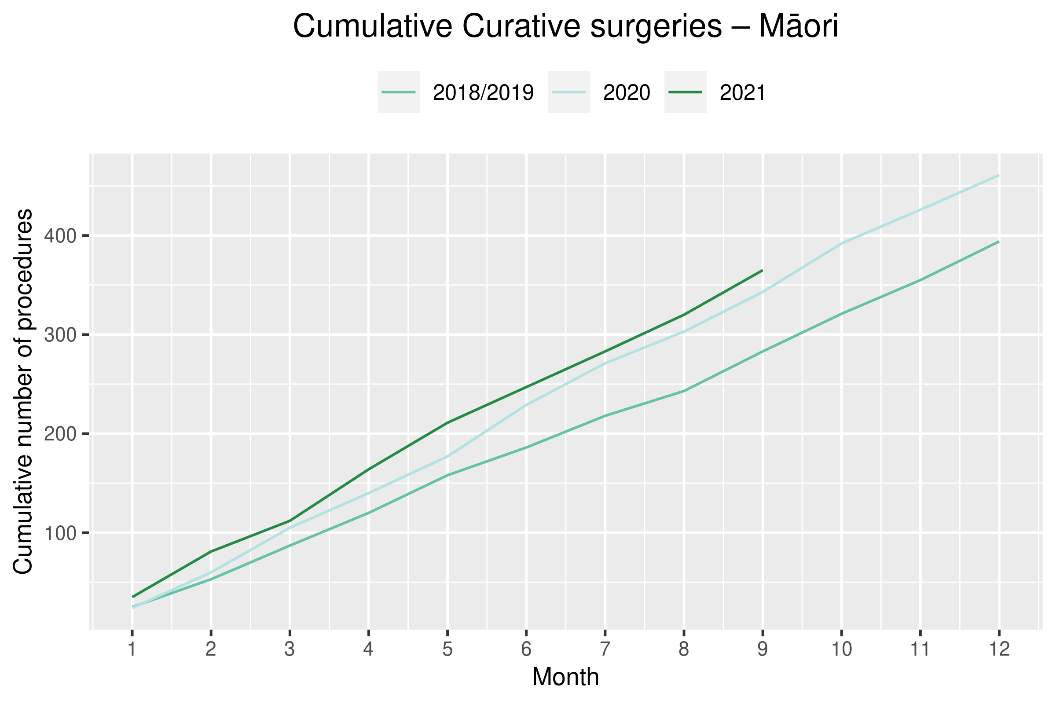 Cumulative Curative surgeries – Māori
2018/2019 2020 2021
Cumulative number of procedures
400
300
200
100
1 2 3 4 5 6 7 8 9 10 11 12
Month